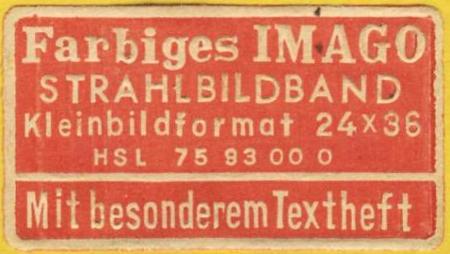 Farbiges IMAGO
STRAHLBILDBAND
Kleinbildformat 24x36
HSL 75 93 00 0
Mit besonderem Textheft